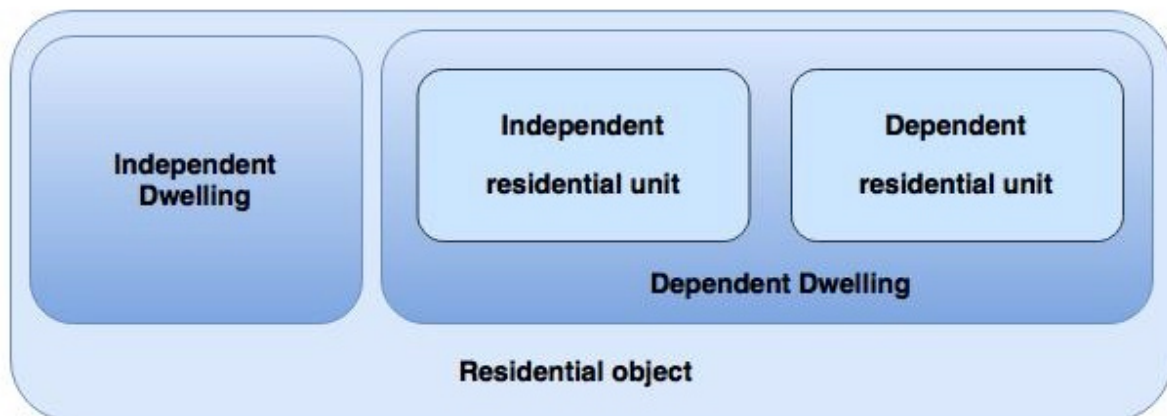 Independent
Dwelling
Independent
residential unit
Dependent
residential unit
Dependent Dwelling
Residential object